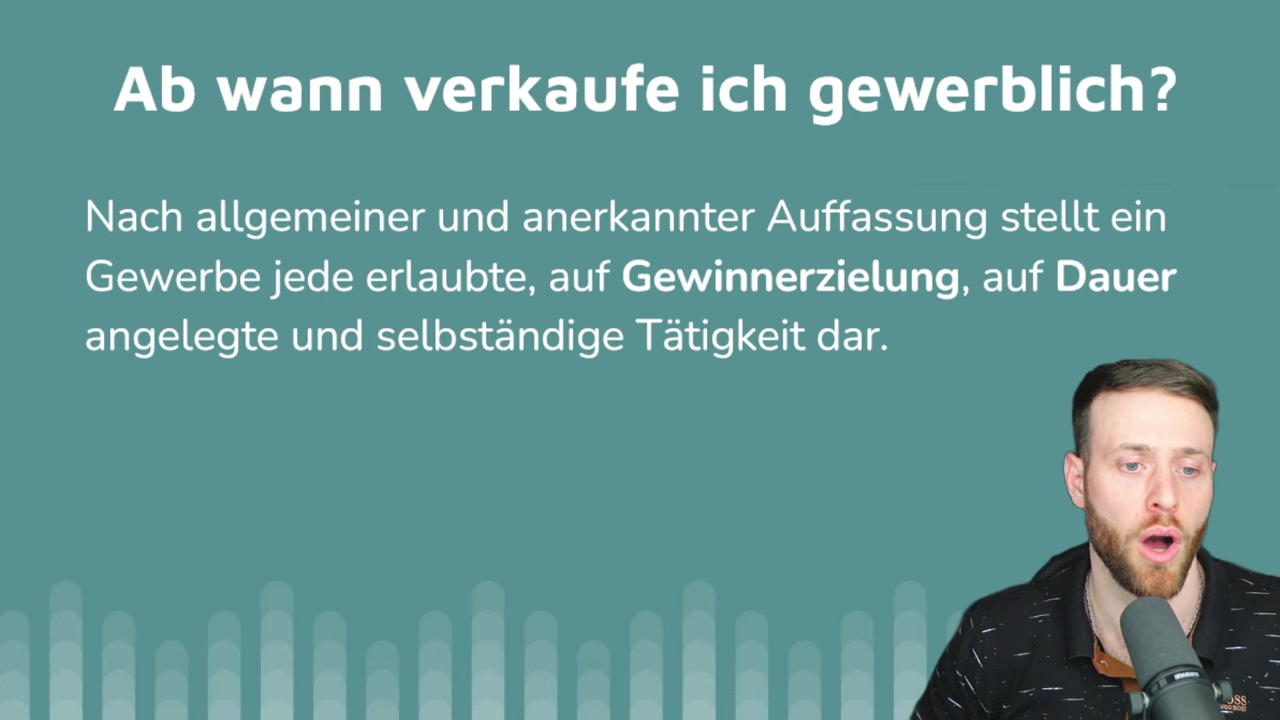 Ab wann verkaufe ich gewerblich?
Nach allgemeiner und anerkannter Auffassung stellt ein
Gewerbe jede erlaubte, auf Gewinnerzielung, auf Dauer
angelegte und selbständige Tätigkeit dar.